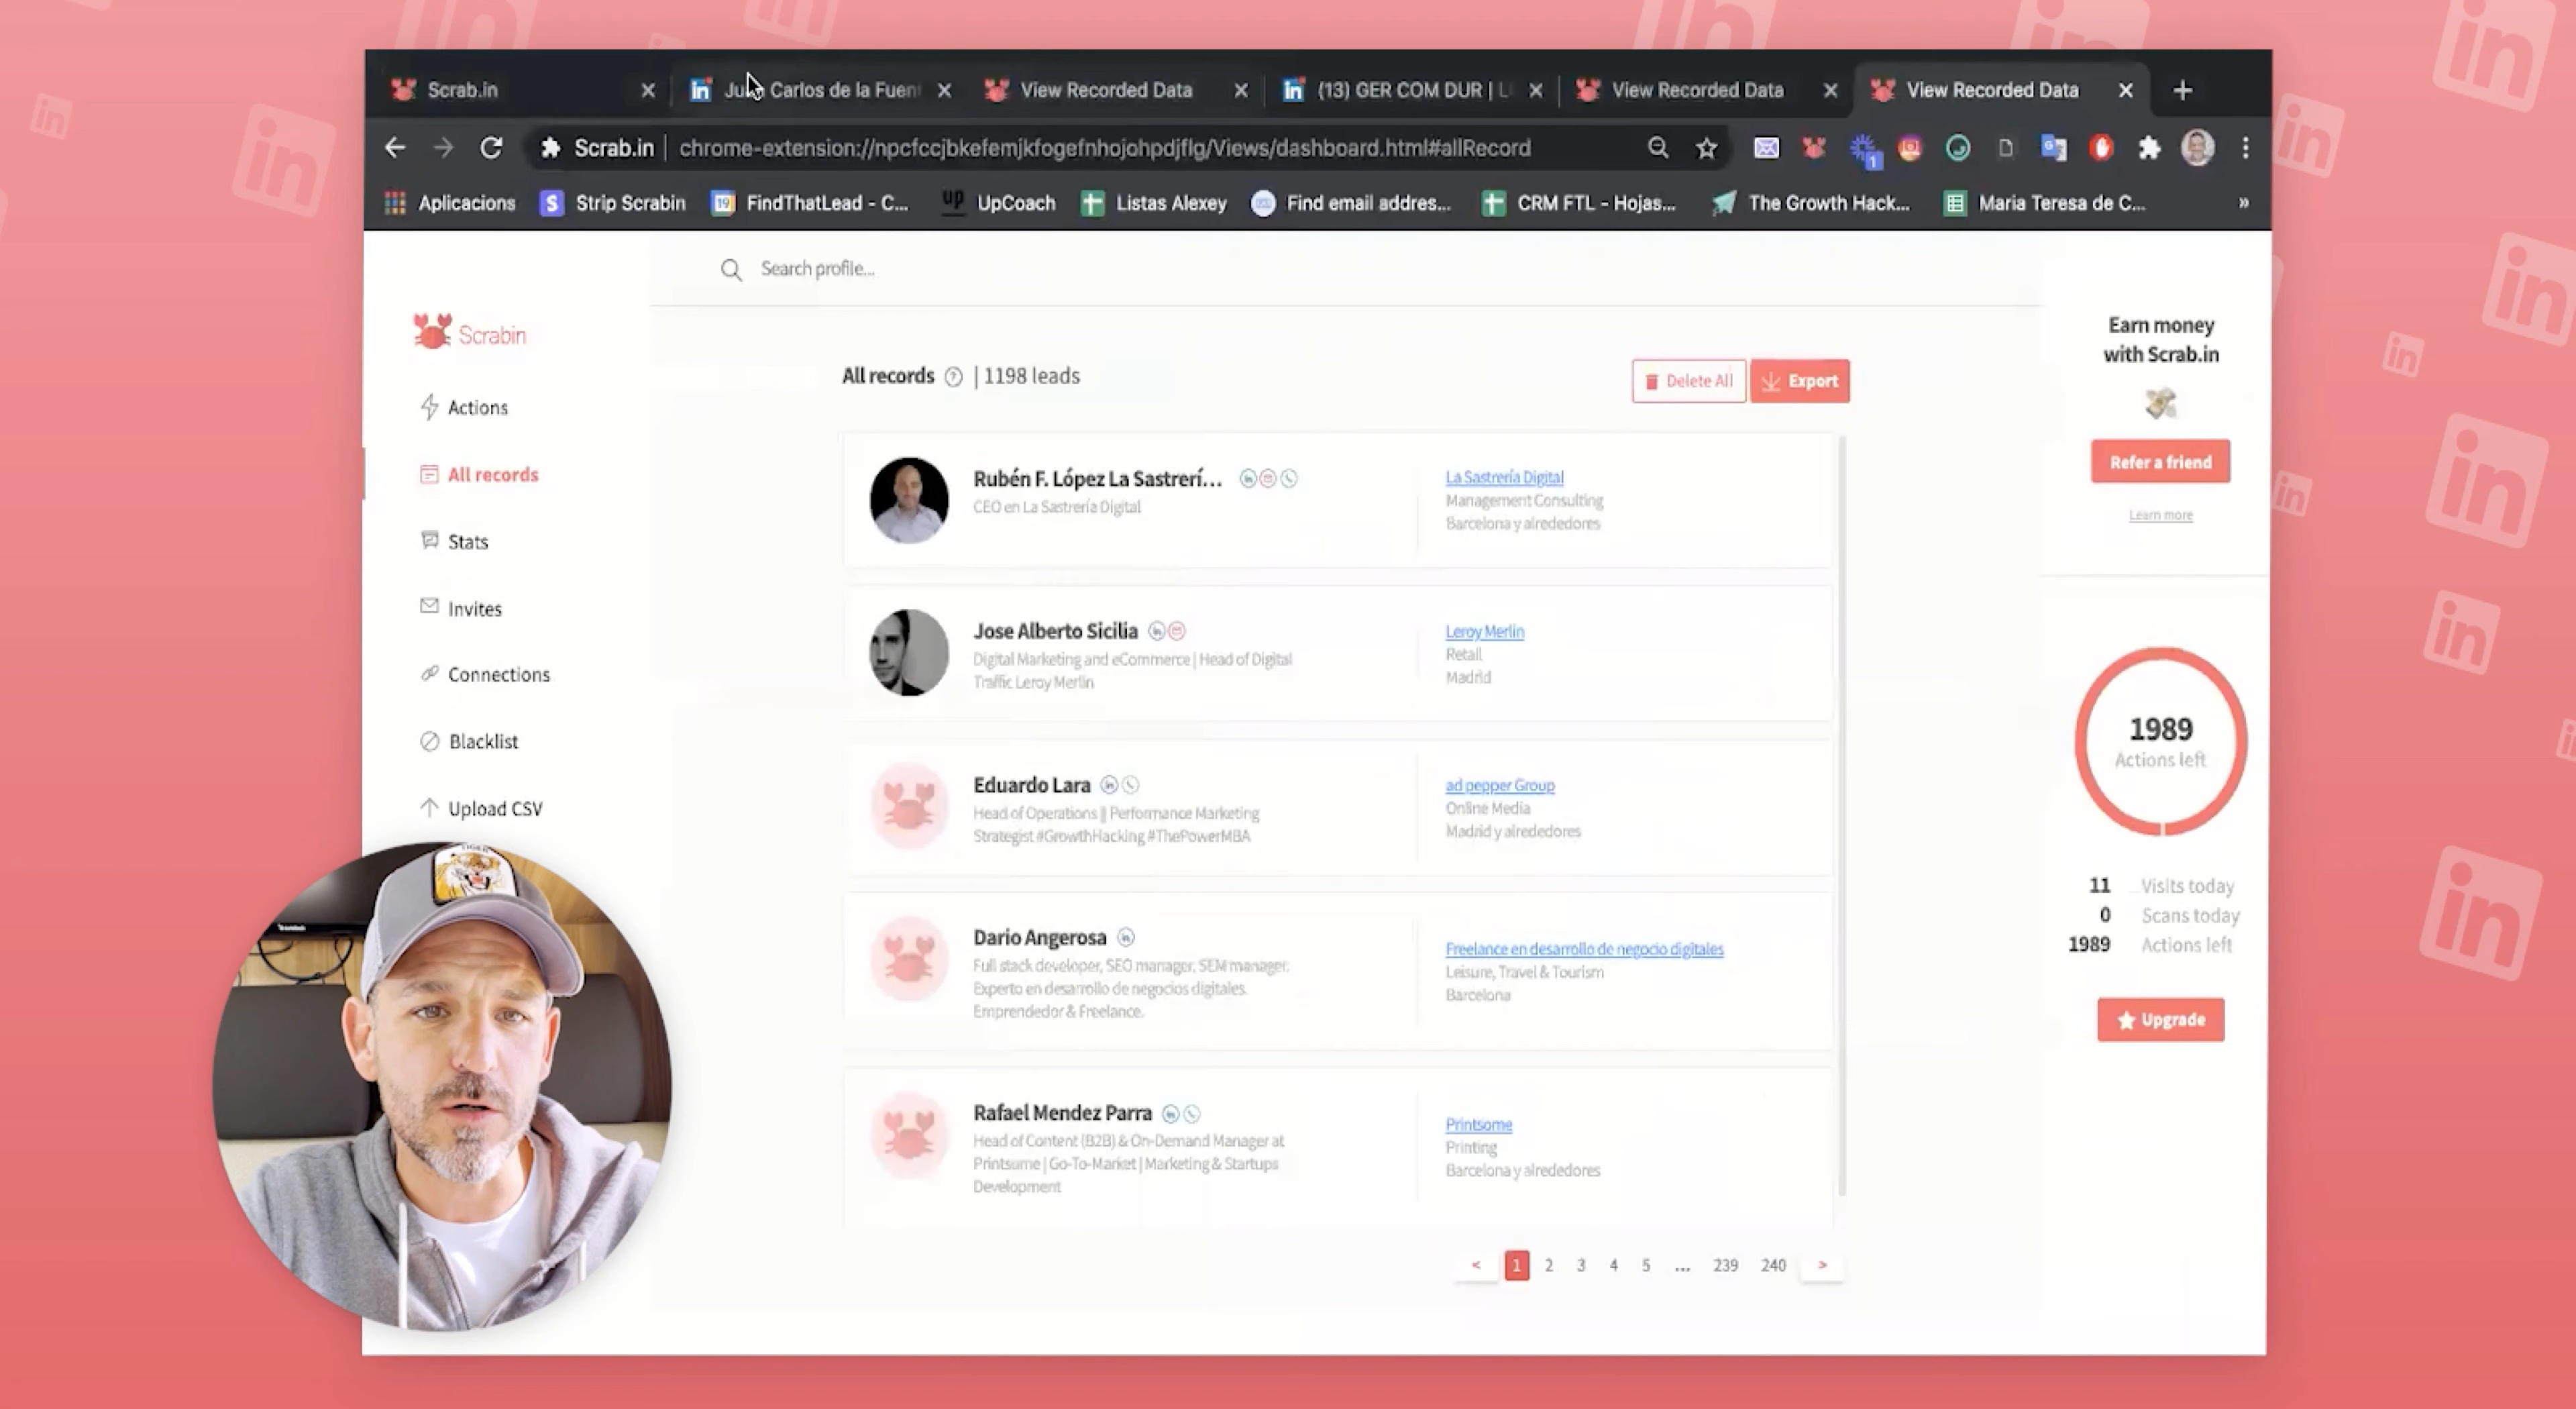 Scrab.in
Carlos de la Fuen
View Recorded Data
(13) GER COM DUR | L
View Recorded Data
View Recorded Data
Scrab.in
chrome-extension://npcfccjbkefemjkfogefnhojohpdjflg/Views/dashboard.html#allRecord
Aplicacions
Strip Scrabin
FindThatLead - C...
UpCoach
Listas Alexey
Find email addres...
CRM FTL - Hojas...
The Growth Hack...
Maria Teresa de C...
»
Search profile...
Scrabin
Actions
All records
Stats
Invites
Connections
Blacklist
Upload CSV
All records | 1198 leads
Delete All
Export
Rubén F. López La Sastrerí...
CEO en La Sastrería Digital
La Sastrería Digital
Management Consulting
Barcelona y alrededores
Jose Alberto Sicilia
Digital Marketing and eCommerce | Head of Digital
Traffic Leroy Merlin
Leroy Merlin
Retail
Madrid
Eduardo Lara
Head of Operations || Performance Marketing
Strategist #GrowthHacking #ThePowerMBA
ad pepper Group
Online Media
Madrid y alrededores
Dario Angerosa
Full stack developer, SEO manager, SEM manager.
Experto en desarrollo de negocios digitales.
Emprendedor & Freelance.
Freelance en desarrollo de negocio digitales
Leisure, Travel & Tourism
Barcelona
Rafael Mendez Parra
Head of Content (B2B) & On-Demand Manager at
Printsome | Go-To-Market | Marketing & Startups
Development
Printsome
Printing
Barcelona y alrededores
< 1 2 3 4 5 ... 239 240 >
Earn money
with Scrab.in
Refer a friend
Learn more
1989
Actions left
11 Visits today
0 Scans today
1989 Actions left
Upgrade